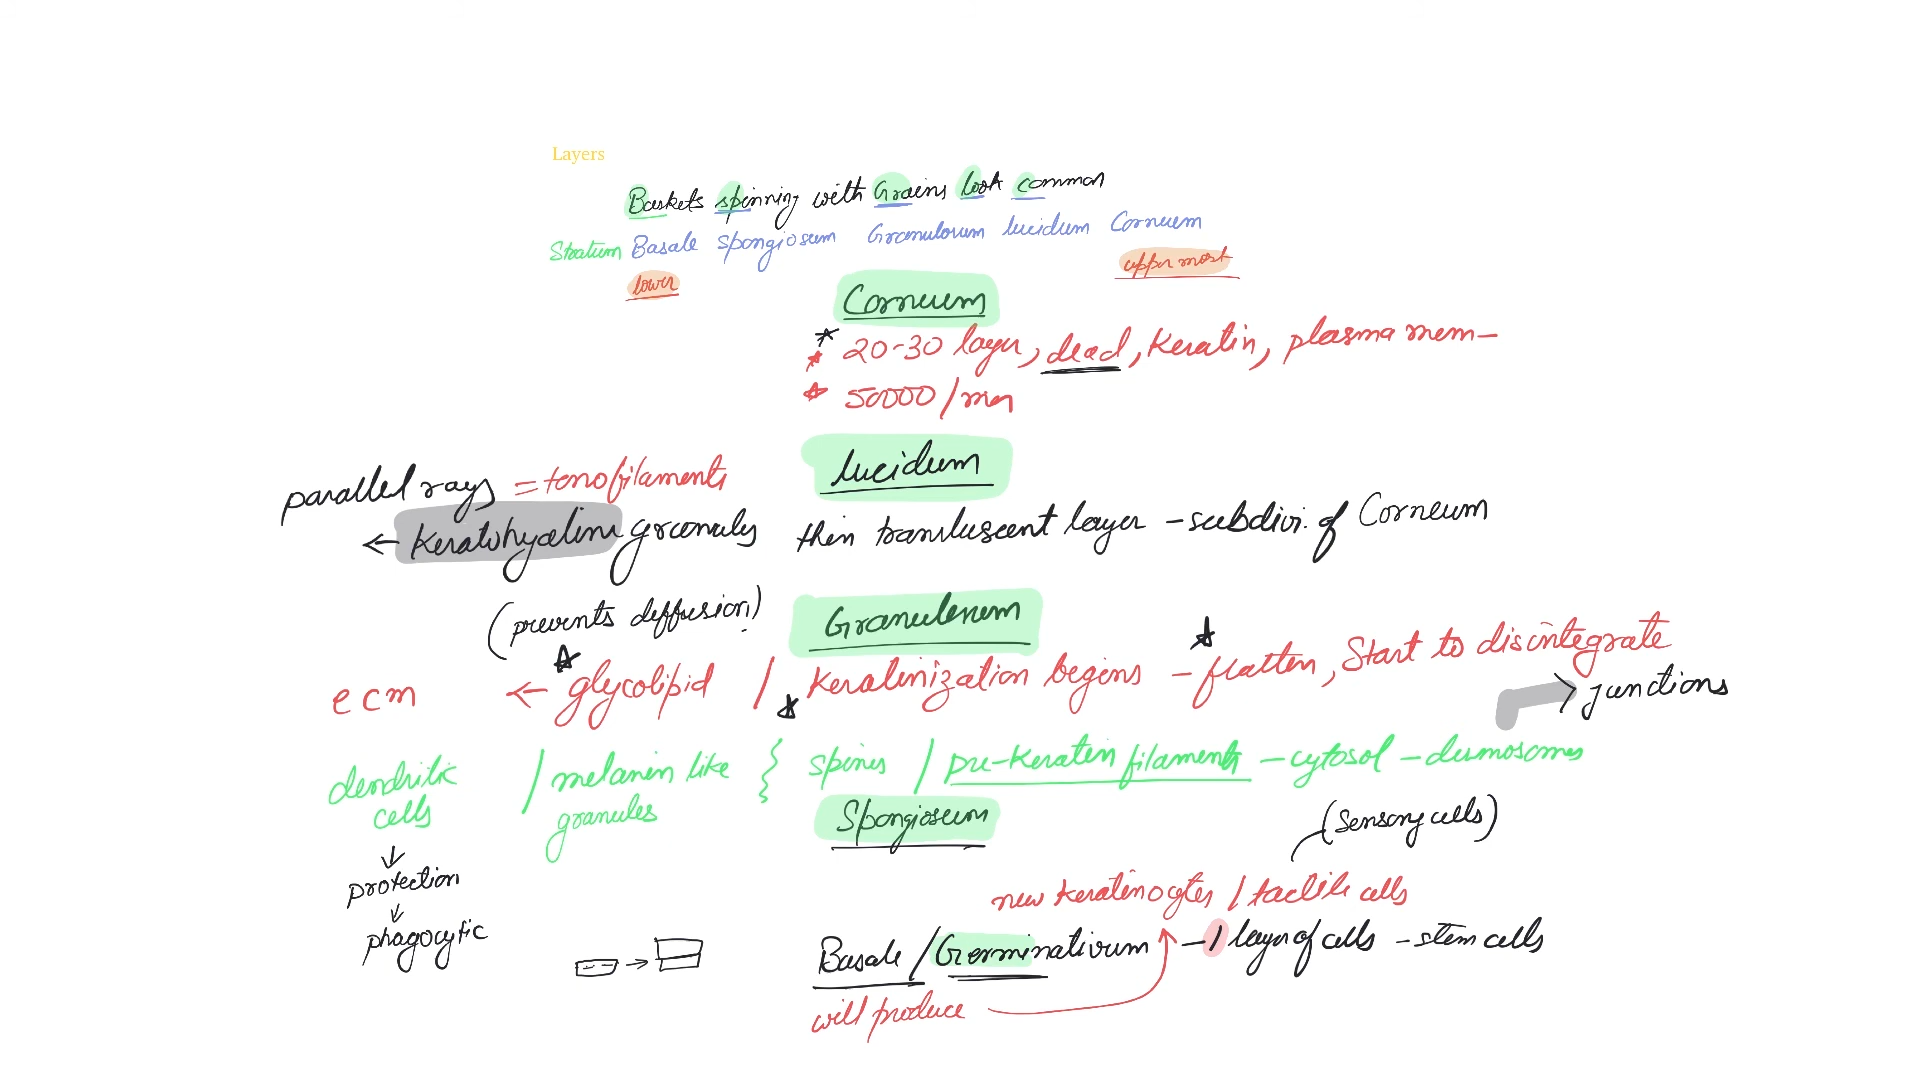 Layers
Baskets spinning with Grains look common
Stratum Basale spongiosum Granulorum lucidum Corneum
lower
upper most
Corneum
20-30 layer, dead, Keratin, plasma mem-
50000/min
lucidum
parallel rays = tonofilaments
← Keratohyaline granules
thin transluscent layer - subdivi. of Corneum
(prevents diffusion)
Granulorum
ecm ← glycolipid / Keratinization begins - flatten, Start to disintegrate
> junctions
dendritic cells / melanin like granules } spines / pre-Keratin filaments - cytosol - desmosomes
Spongiosum
(sensory cells)
protection
phagocytic
new Keratinocytes / tactile cells
Basale / Germinativum - 1 layer of cells - stem cells
will produce